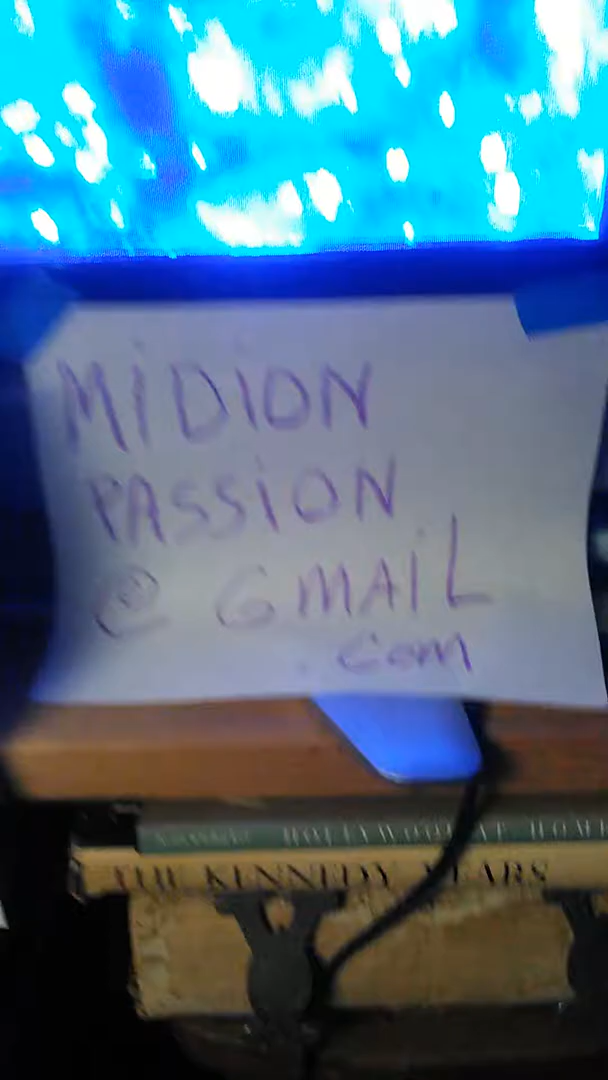 MiDiON
PASSiON
@ GMAiL
.com
HOLLYWOOD AT HOME
THE KENNEDY YEARS